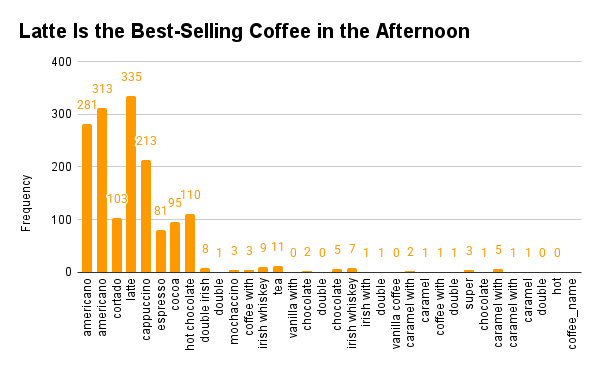 Latte Is the Best-Selling Coffee in the Afternoon
Frequency
400
300
200
100
0
281
313
103
335
213
81
95
110
8
1
3
3
9
11
0
2
0
5
7
1
1
0
2
1
1
1
3
1
5
1
1
0
0
americano
americano
cortado
latte
cappuccino
espresso
cocoa
hot chocolate
double irish
double
mochaccino
coffee with
irish whiskey
tea
vanilla with
chocolate
double
chocolate
irish whiskey
irish with
double
vanilla coffee
caramel with
caramel
coffee with
double
super
chocolate
caramel with
caramel with
caramel
double
hot
coffee_name